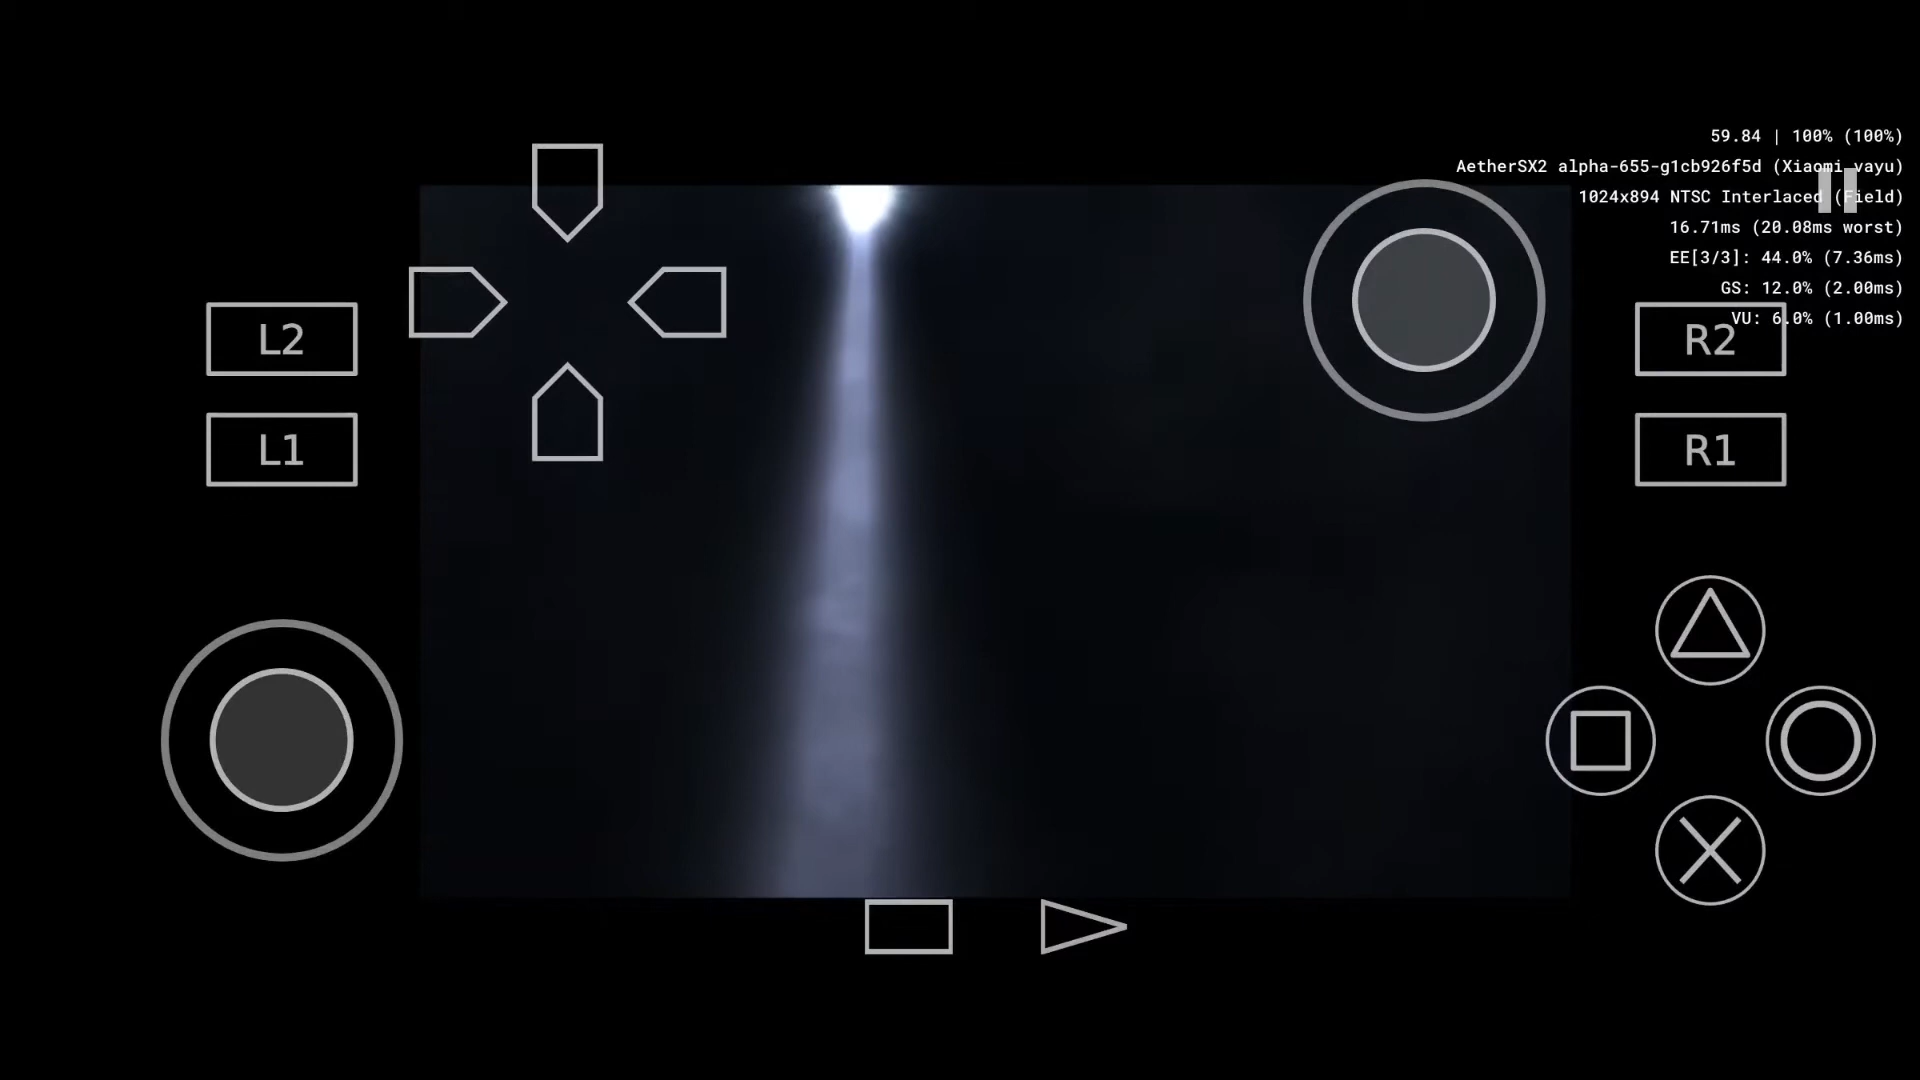 59.84 | 100% (100%)
AetherSX2 alpha-655-g1cb926f5d (Xiaomi vayu)
1024x894 NTSC Interlaced (Field)
16.71ms (20.08ms worst)
EE[3/3]: 44.0% (7.36ms)
GS: 12.0% (2.00ms)
VU: 6.0% (1.00ms)
L2
R2
L1
R1